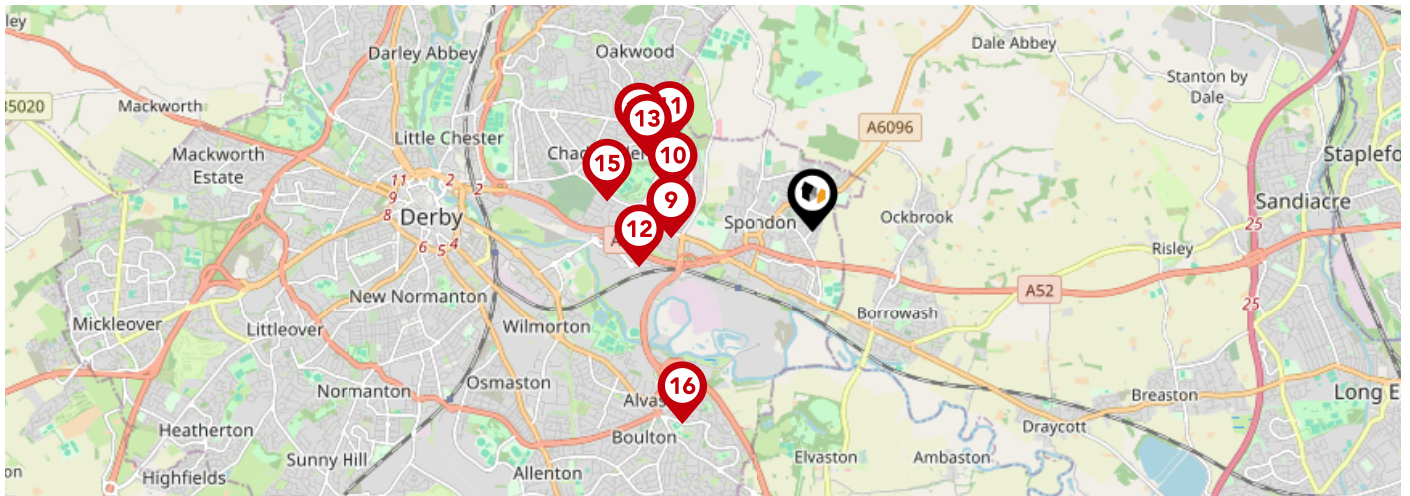 ley
Darley Abbey
Oakwood
Dale Abbey
Stanton by
Dale
Mackworth
A6096
Little Chester
13
Mackworth
Estate
15
10
Staplefo
11
2
2
9
8
9
Derby
12
Spondon
Ockbrook
Sandiacre
25
6
5
4
Risley
A52
25
New Normanton
Mickleover
Littleover
Wilmorton
Borrowash
16
Osmaston
Normanton
Alvas
Breaston
Long E
Heatherton
Boulton
Draycott
Sunny Hill
Elvaston
Ambaston
on
Highfields
Allenton